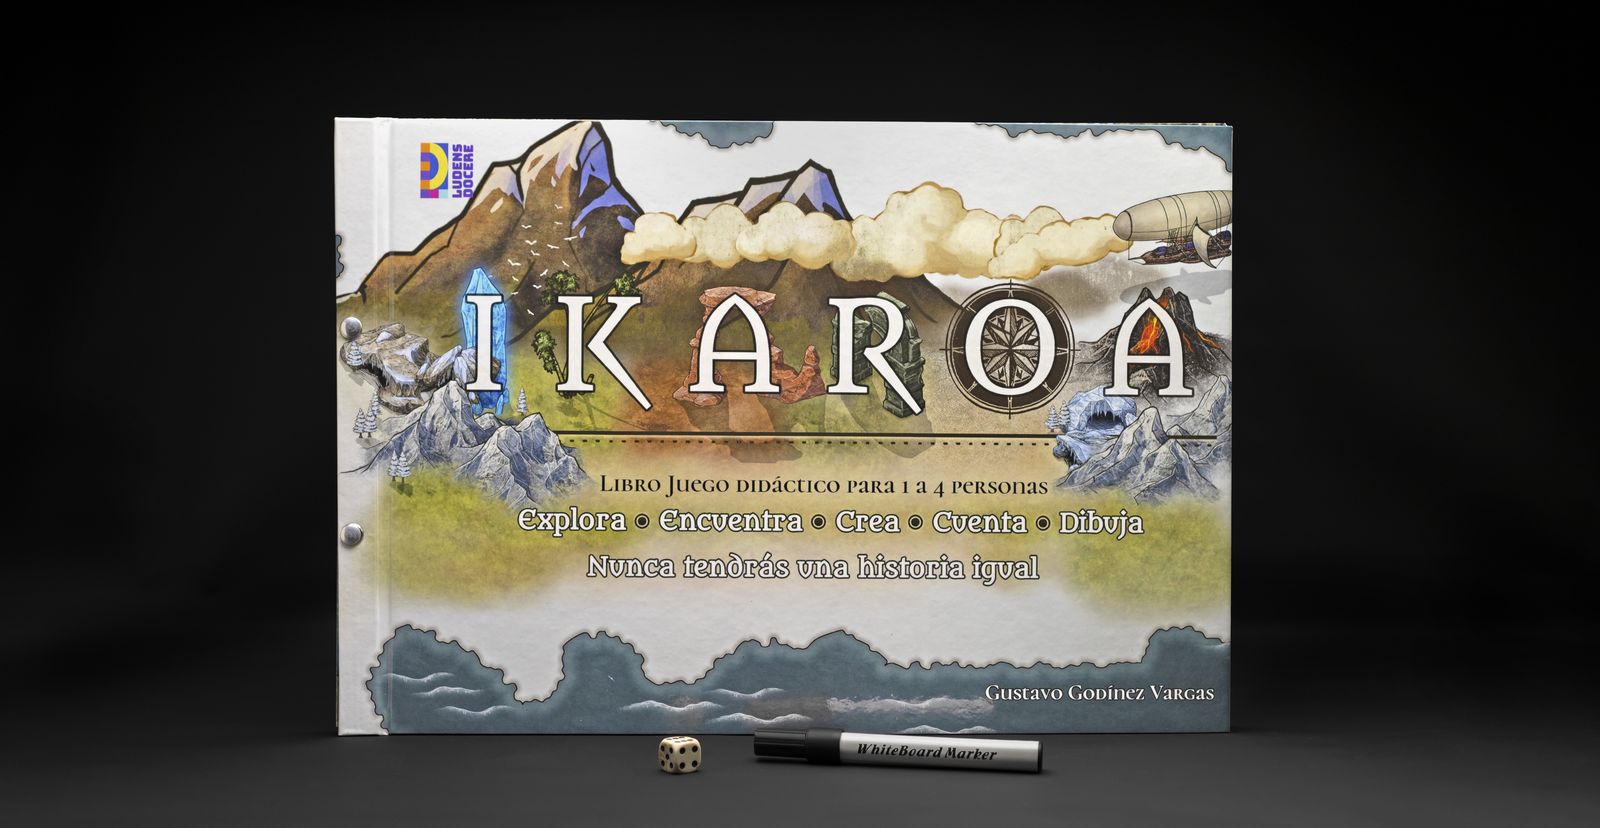 LUDENS
DOCERE
IKAROA
Libro Juego didáctico para 1 a 4 personas
Explora • Encuentra • Crea • Cuenta • Dibuja
Nunca tendrás una historia igual
Gustavo Godínez Vargas
WhiteBoard Marker